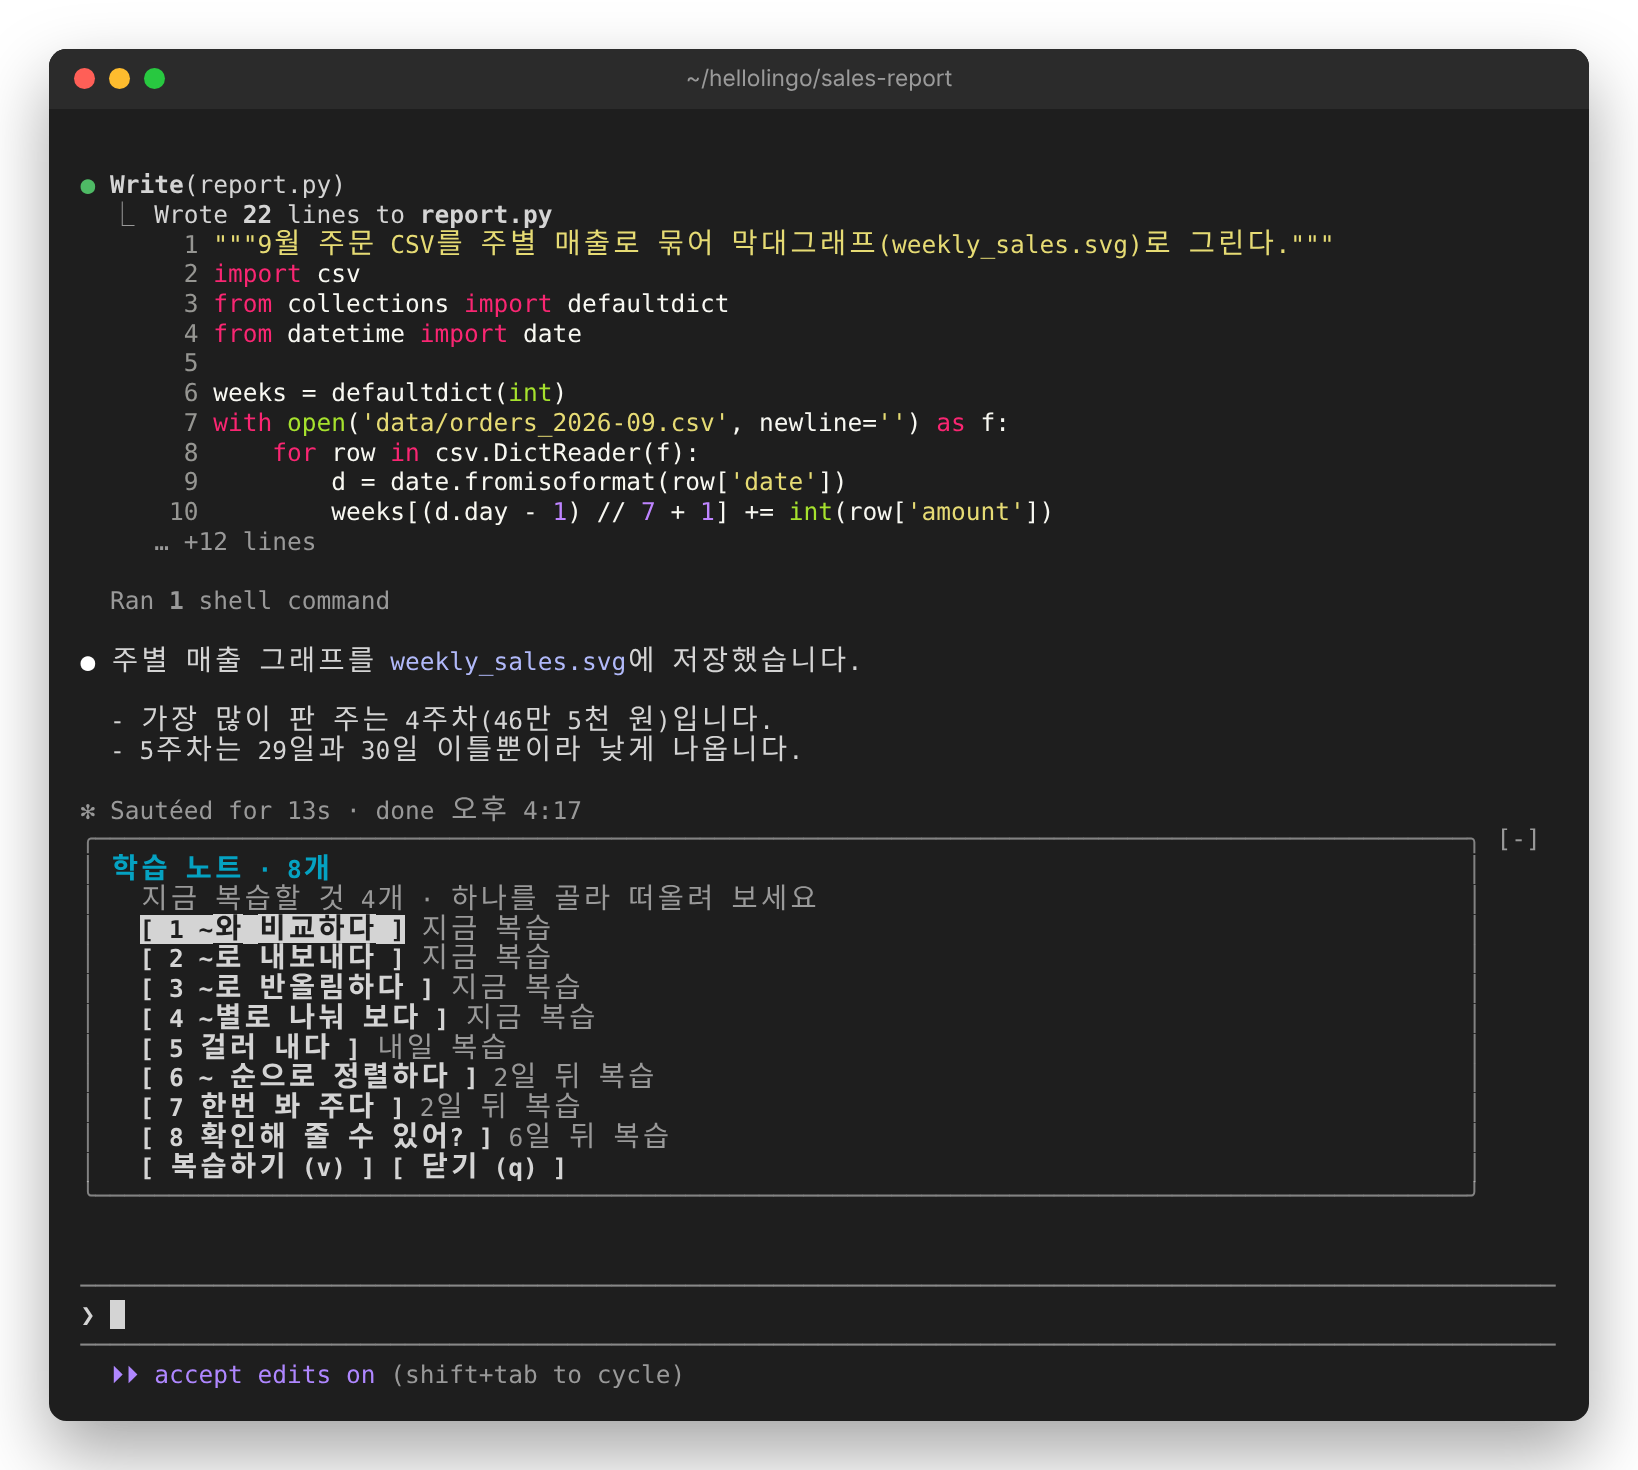 ~/hellolingo/sales-report
● Write(report.py)
⎿ Wrote 22 lines to report.py
1 """9월 주문 CSV를 주별 매출로 묶어 막대그래프(weekly_sales.svg)로 그린다."""
2 import csv
3 from collections import defaultdict
4 from datetime import date
5
6 weeks = defaultdict(int)
7 with open('data/orders_2026-09.csv', newline='') as f:
8     for row in csv.DictReader(f):
9         d = date.fromisoformat(row['date'])
10         weeks[(d.day - 1) // 7 + 1] += int(row['amount'])
… +12 lines
Ran 1 shell command
● 주별 매출 그래프를 weekly_sales.svg에 저장했습니다.
- 가장 많이 판 주는 4주차(46만 5천 원)입니다.
- 5주차는 29일과 30일 이틀뿐이라 낮게 나옵니다.
✻ Sautéed for 13s · done 오후 4:17
[-]
학습 노트 · 8개
지금 복습할 것 4개 · 하나를 골라 떠올려 보세요
[ 1 ~와 비교하다 ] 지금 복습
[ 2 ~로 내보내다 ] 지금 복습
[ 3 ~로 반올림하다 ] 지금 복습
[ 4 ~별로 나눠 보다 ] 지금 복습
[ 5 걸러 내다 ] 내일 복습
[ 6 ~ 순으로 정렬하다 ] 2일 뒤 복습
[ 7 한번 봐 주다 ] 2일 뒤 복습
[ 8 확인해 줄 수 있어? ] 6일 뒤 복습
[ 복습하기 (v) ] [ 닫기 (q) ]
❯
⏵⏵ accept edits on (shift+tab to cycle)